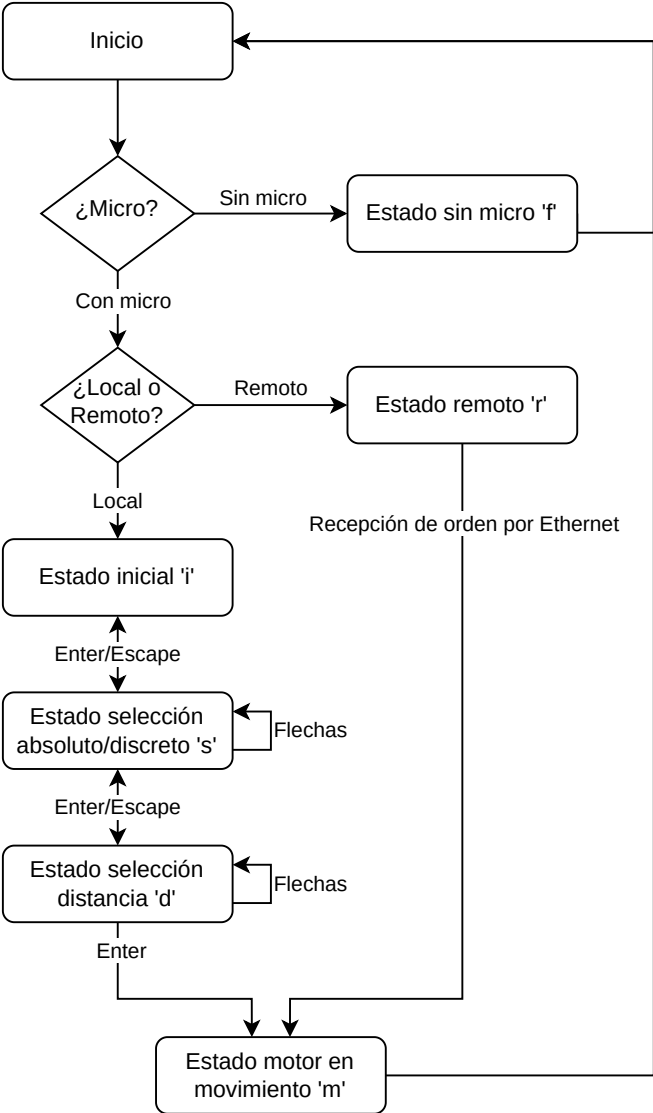 Inicio
¿Micro?
Sin micro
Estado sin micro 'f'
Con micro
¿Local o
Remoto?
Remoto
Estado remoto 'r'
Local
Recepción de orden por Ethernet
Estado inicial 'i'
Enter/Escape
Estado selección
absoluto/discreto 's'
Flechas
Enter/Escape
Estado selección
distancia 'd'
Flechas
Enter
Estado motor en
movimiento 'm'